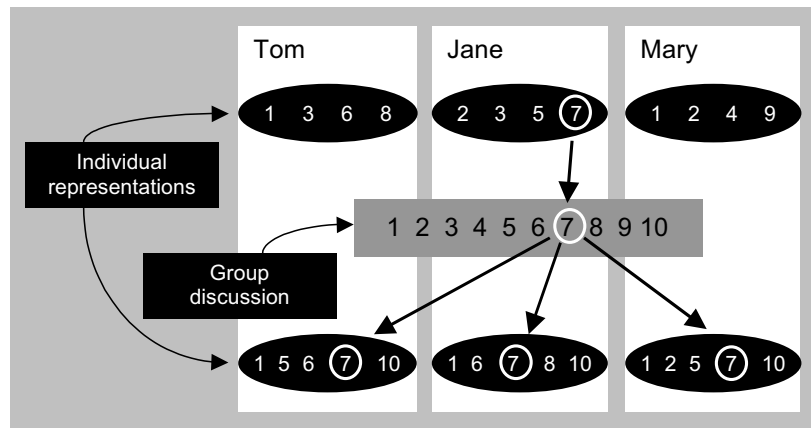 Tom Jane Mary
1 3 6 8 2 3 5 7 1 2 4 9
Individual
representations
1 2 3 4 5 6 7 8 9 10
Group
discussion
1 5 6 7 10 1 6 7 8 10 1 2 5 7 10